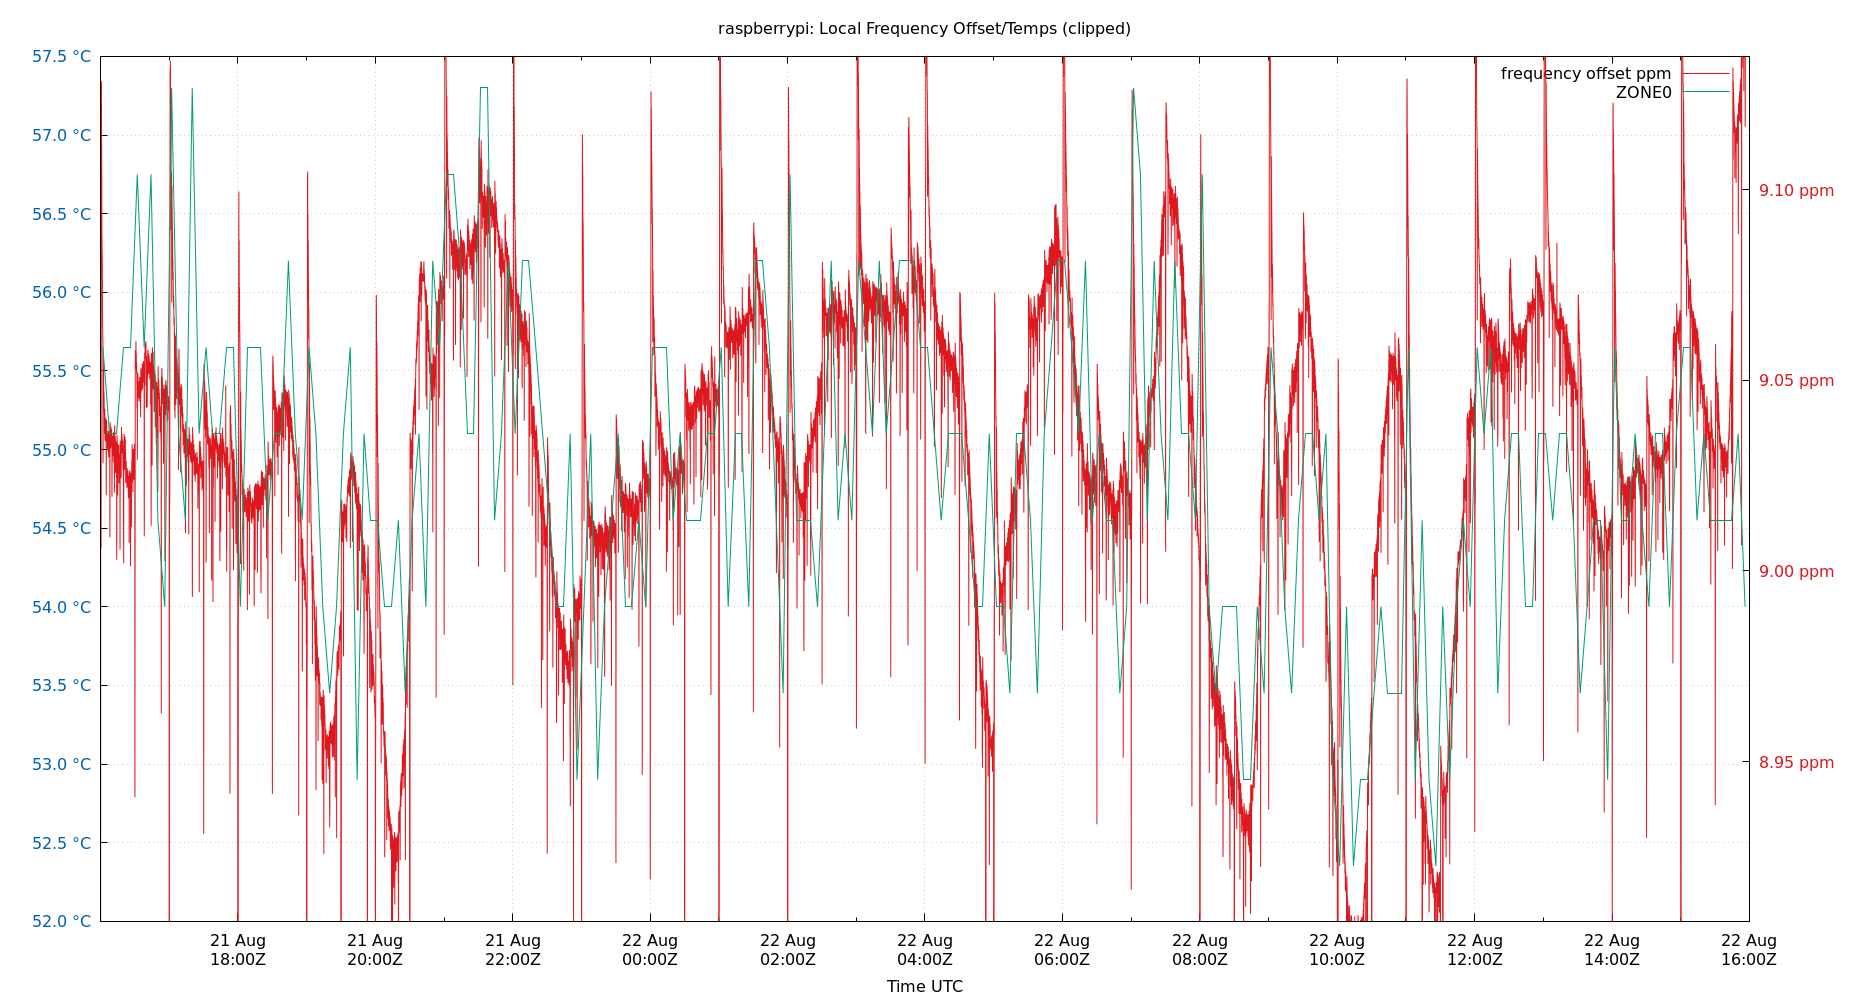 raspberrypi: Local Frequency Offset/Temps (clipped)
57.5 °C
57.0 °C
56.5 °C
56.0 °C
55.5 °C
55.0 °C
54.5 °C
54.0 °C
53.5 °C
53.0 °C
52.5 °C
52.0 °C
frequency offset ppm
ZONE0
9.10 ppm
9.05 ppm
9.00 ppm
8.95 ppm
21 Aug 21 Aug 21 Aug 22 Aug 22 Aug 22 Aug 22 Aug 22 Aug 22 Aug 22 Aug 22 Aug 22 Aug
18:00Z 20:00Z 22:00Z 00:00Z 02:00Z 04:00Z 06:00Z 08:00Z 10:00Z 12:00Z 14:00Z 16:00Z
Time UTC